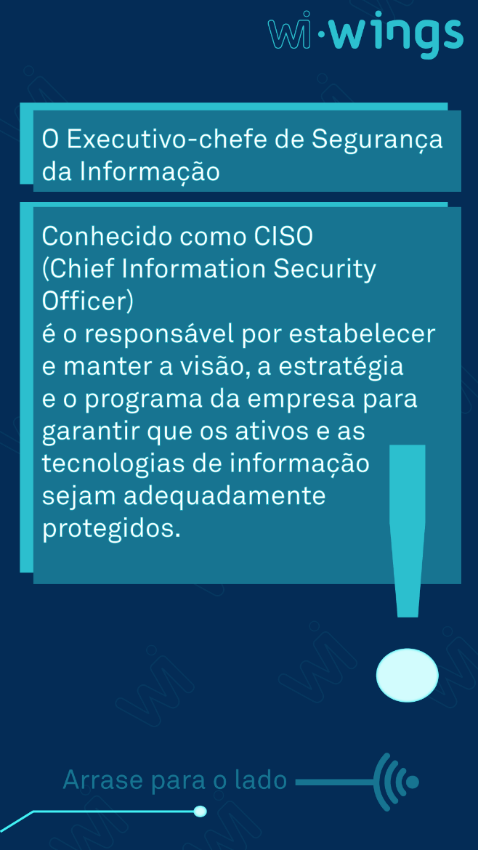 wi·wings
O Executivo-chefe de Segurança
da Informação
Conhecido como CISO
(Chief Information Security
Officer)
é o responsável por estabelecer
e manter a visão, a estratégia
e o programa da empresa para
garantir que os ativos e as
tecnologias de informação
sejam adequadamente
protegidos.
!
Arrase para o lado